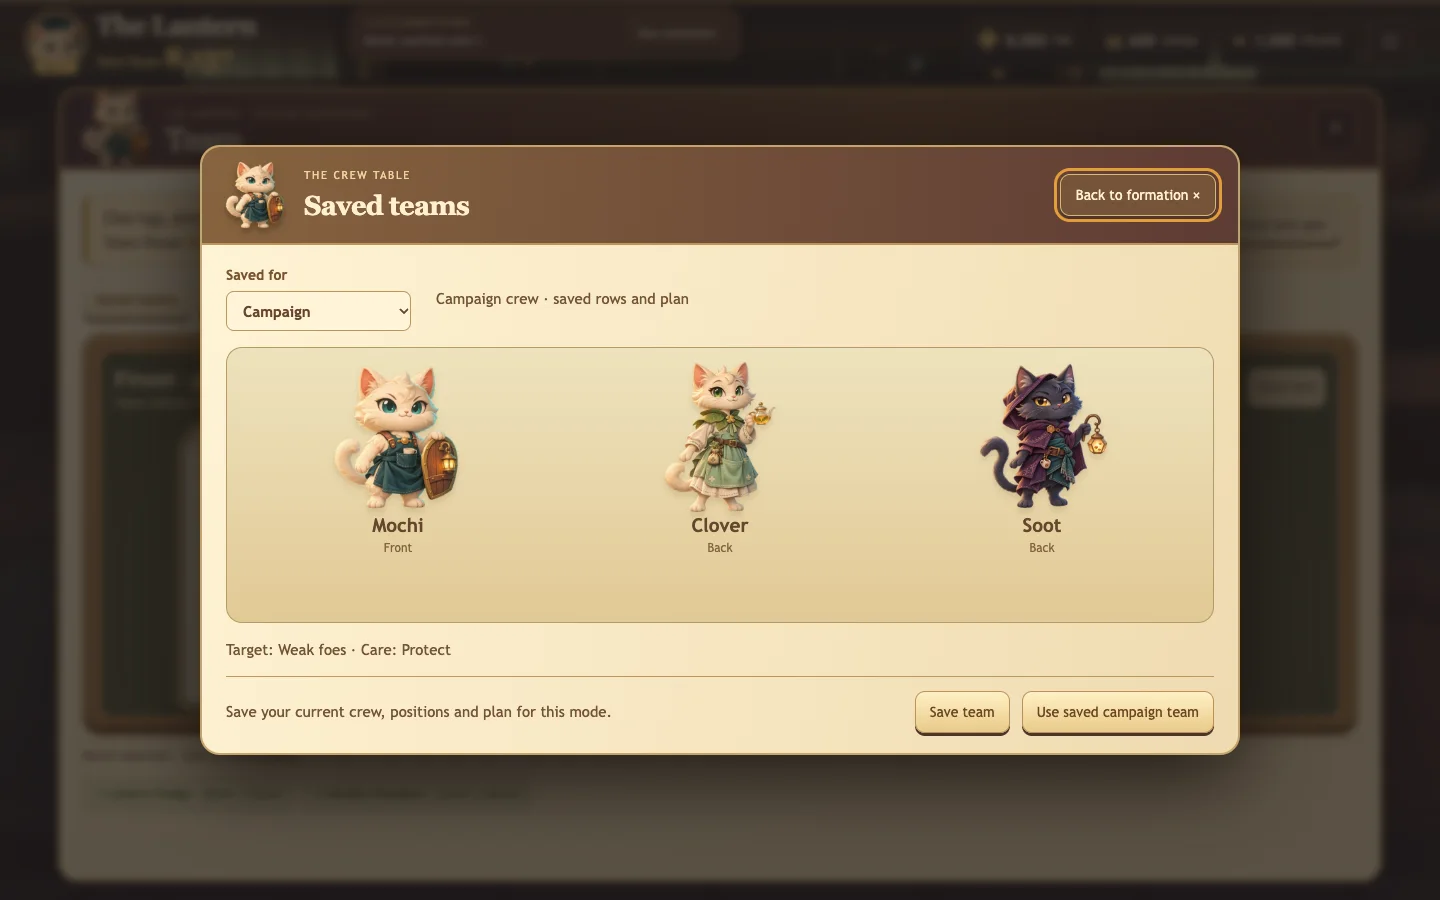 The Lantern
THE CREW TABLE
Saved teams
Back to formation ×
Saved for
Campaign
Campaign crew · saved rows and plan
Mochi
Front
Clover
Back
Soot
Back
Target: Weak foes · Care: Protect
Save your current crew, positions and plan for this mode.
Save team
Use saved campaign team